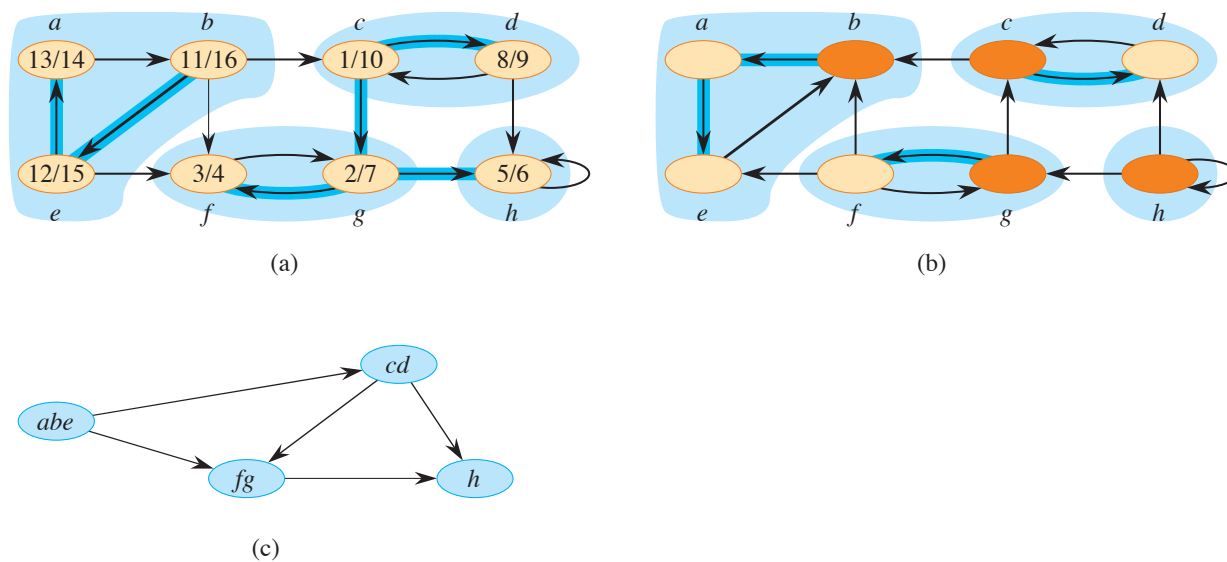 a b c d
13/14 11/16 1/10 8/9
12/15 3/4 2/7 5/6
e f g h
(a)
a b c d
e f g h
(b)
cd
abe
fg h
(c)